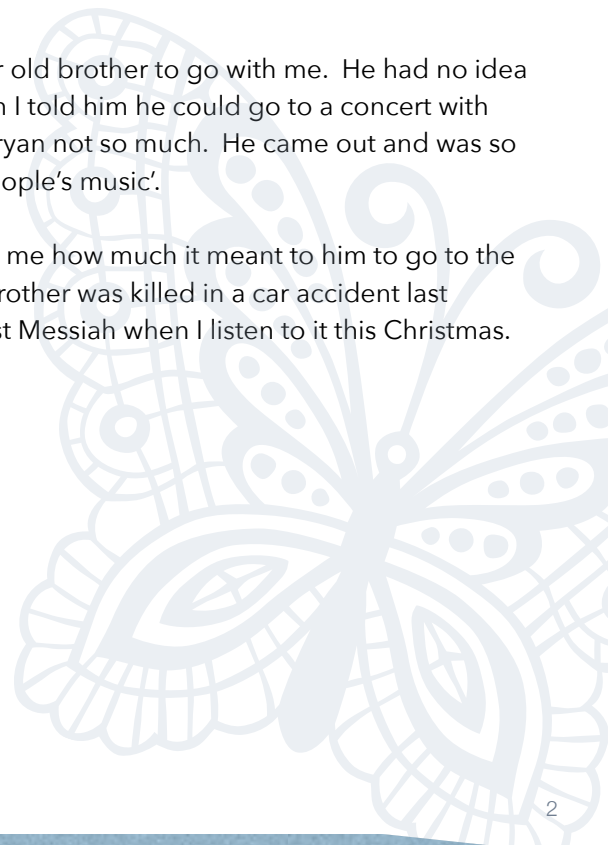 r old brother to go with me.  He had no idea
n I told him he could go to a concert with
ryan not so much.  He came out and was so
ople’s music’.
me how much it meant to him to go to the
rother was killed in a car accident last
st Messiah when I listen to it this Christmas.
2